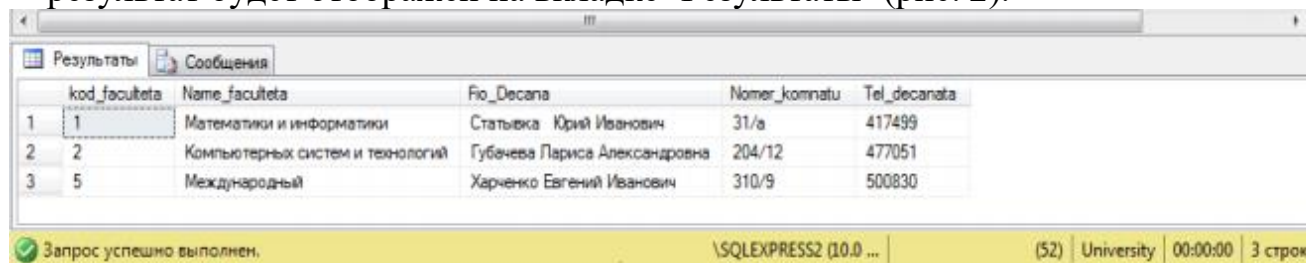 результат будет отображен на вкладке "Результаты" (рис. 2).
Результаты Сообщения
kod_faculteta Name_faculteta Fio_Decana Nomer_komnatu Tel_decanata
1 1 Математики и информатики Статывка Юрий Иванович 31/а 417499
2 2 Компьютерных систем и технологий Губачева Лариса Александровна 204/12 477051
3 5 Международный Харченко Евгений Иванович 310/9 500830
Запрос успешно выполнен. \SQLEXPRESS2 (10.0 ... (52) University 00:00:00 3 строк